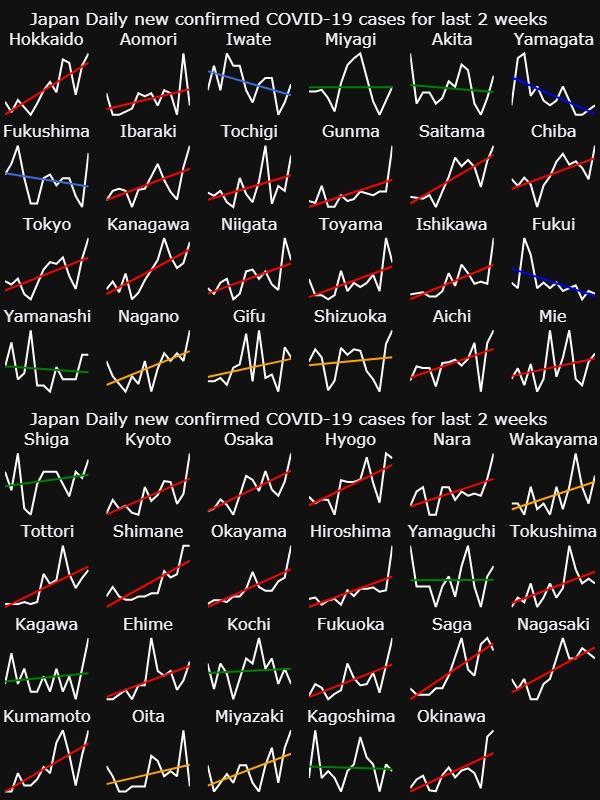 Japan Daily new confirmed COVID-19 cases for last 2 weeks
Hokkaido Aomori Iwate Miyagi Akita Yamagata
Fukushima Ibaraki Tochigi Gunma Saitama Chiba
Tokyo Kanagawa Niigata Toyama Ishikawa Fukui
Yamanashi Nagano Gifu Shizuoka Aichi Mie
Japan Daily new confirmed COVID-19 cases for last 2 weeks
Shiga Kyoto Osaka Hyogo Nara Wakayama
Tottori Shimane Okayama Hiroshima Yamaguchi Tokushima
Kagawa Ehime Kochi Fukuoka Saga Nagasaki
Kumamoto Oita Miyazaki Kagoshima Okinawa